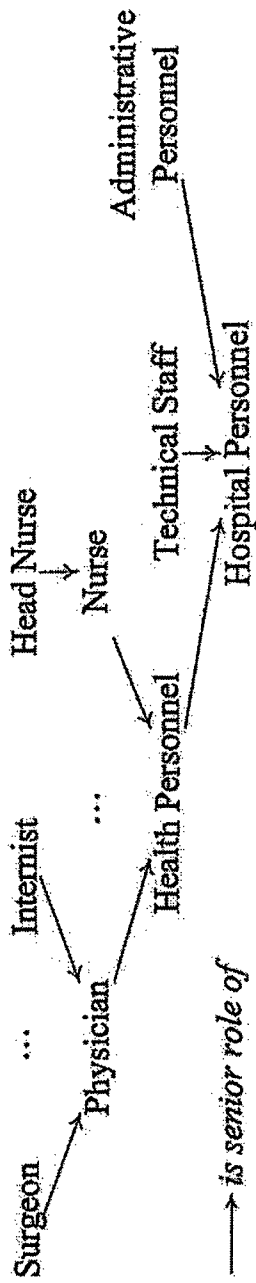 Surgeon
...
Internist
Head Nurse
Physician
...
Nurse
Administrative
Personnel
Health Personnel
Technical Staff
Hospital Personnel
is senior role of